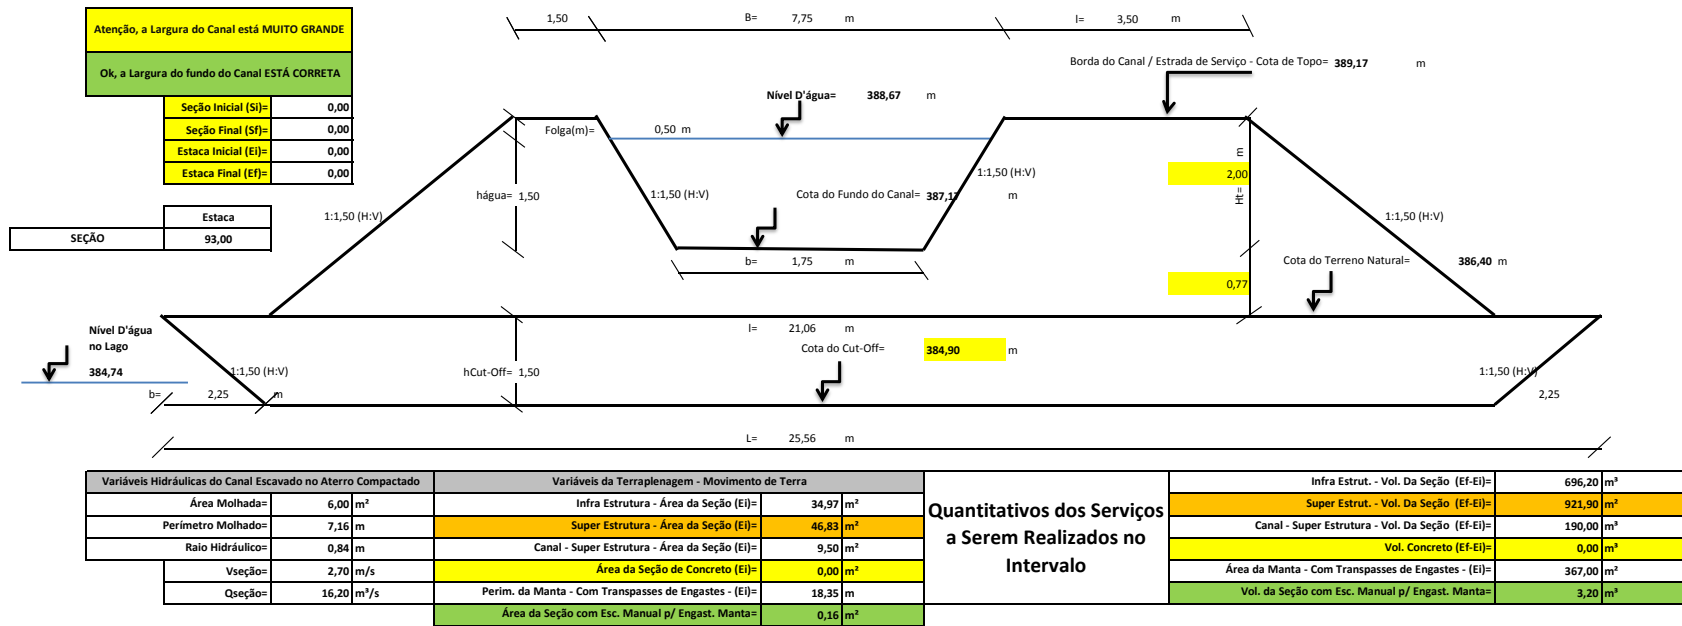 1,50 B= 7,75 m l= 3,50 m
Atenção, a Largura do Canal está MUITO GRANDE
Ok, a Largura do fundo do Canal ESTÁ CORRETA
Borda do Canal / Estrada de Serviço - Cota de Topo= 389,17 m
Nível D'água= 388,67 m
Seção Inicial (Si)= 0,00
Seção Final (Sf)= 0,00
Estaca Inicial (Ei)= 0,00
Estaca Final (Ef)= 0,00
Folga(m)= 0,50 m
1:1,50 (H:V)
m
2,00
Ht=
hágua= 1,50
1:1,50 (H:V)
Cota do Fundo do Canal= 387,17 m
Estaca
SEÇÃO 93,00
1:1,50 (H:V)
1:1,50 (H:V)
b= 1,75 m
Cota do Terreno Natural= 386,40 m
0,77
Nível D'água
no Lago
384,74
l= 21,06 m
Cota do Cut-Off= 384,90 m
1:1,50 (H:V)
hCut-Off= 1,50
1:1,50 (H:V)
b= 2,25 m
2,25
L= 25,56 m
Variáveis Hidráulicas do Canal Escavado no Aterro Compactado
Área Molhada= 6,00 m²
Perímetro Molhado= 7,16 m
Raio Hidráulico= 0,84 m
Vseção= 2,70 m/s
Qseção= 16,20 m³/s
Variáveis da Terraplenagem - Movimento de Terra
Infra Estrutura - Área da Seção (Ei)= 34,97 m²
Super Estrutura - Área da Seção (Ei)= 46,83 m²
Canal - Super Estrutura - Área da Seção (Ei)= 9,50 m²
Área da Seção de Concreto (Ei)= 0,00 m²
Perim. da Manta - Com Transpasses de Engastes - (Ei)= 18,35 m
Área da Seção com Esc. Manual p/ Engast. Manta= 0,16 m²
Quantitativos dos Serviços
a Serem Realizados no
Intervalo
Infra Estrut. - Vol. Da Seção (Ef-Ei)= 696,20 m³
Super Estrut. - Vol. Da Seção (Ef-Ei)= 921,90 m²
Canal - Super Estrutura - Vol. Da Seção (Ef-Ei)= 190,00 m³
Vol. Concreto (Ef-Ei)= 0,00 m³
Área da Manta - Com Transpasses de Engastes - (Ei)= 367,00 m²
Vol. da Seção com Esc. Manual p/ Engast. Manta= 3,20 m³